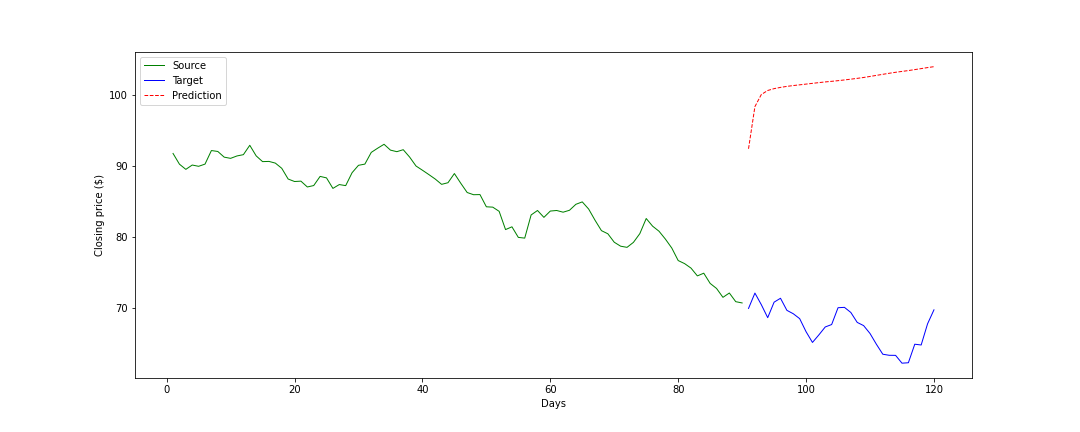 Source
Target
Prediction
100
90
80
70
Closing price ($)
0 20 40 60 80 100 120
Days